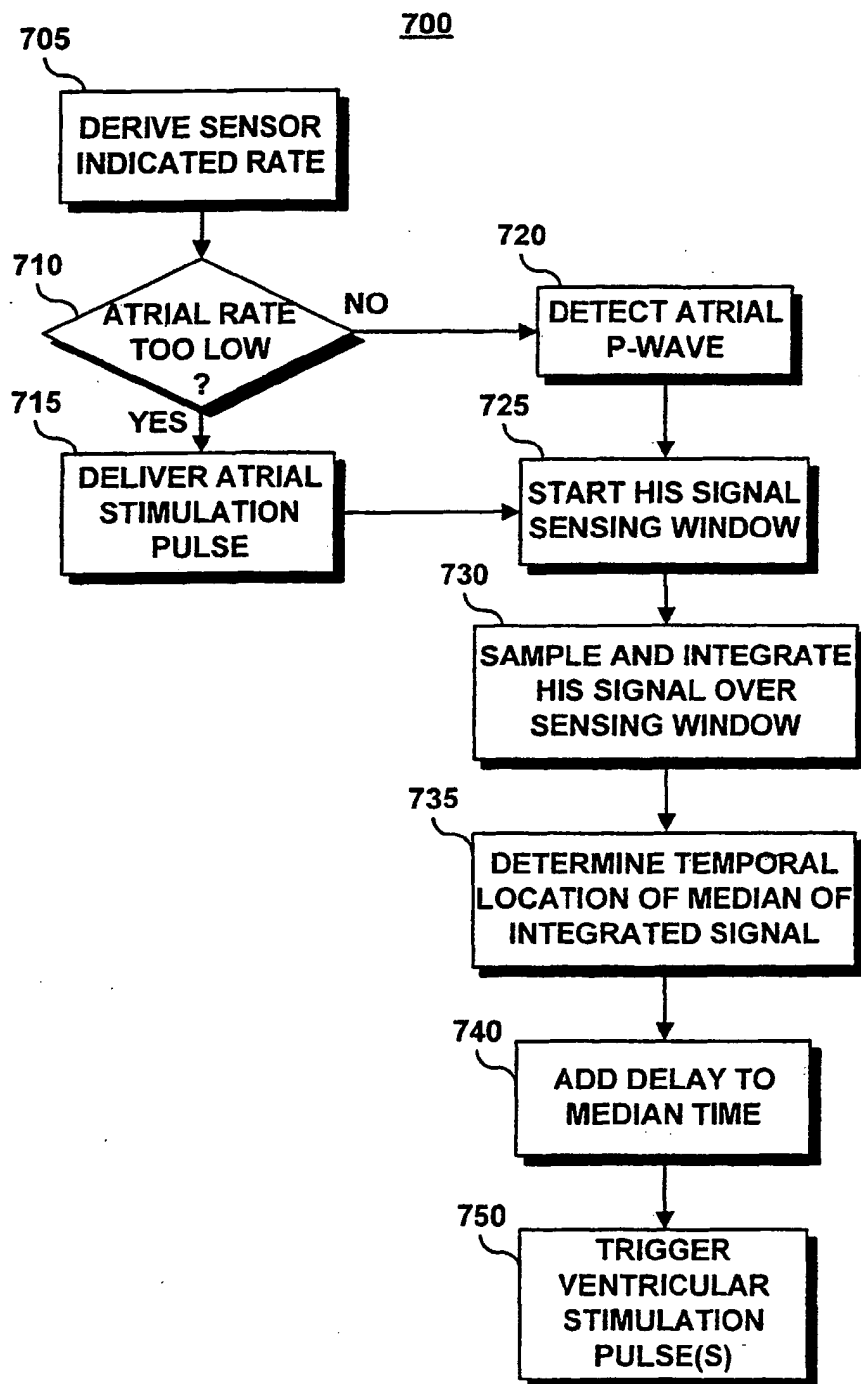 700
705
DERIVE SENSOR
INDICATED RATE
710
ATRIAL RATE
TOO LOW
?
NO
YES
715
DELIVER ATRIAL
STIMULATION
PULSE
720
DETECT ATRIAL
P-WAVE
725
START HIS SIGNAL
SENSING WINDOW
730
SAMPLE AND INTEGRATE
HIS SIGNAL OVER
SENSING WINDOW
735
DETERMINE TEMPORAL
LOCATION OF MEDIAN OF
INTEGRATED SIGNAL
740
ADD DELAY TO
MEDIAN TIME
750
TRIGGER
VENTRICULAR
STIMULATION
PULSE(S)